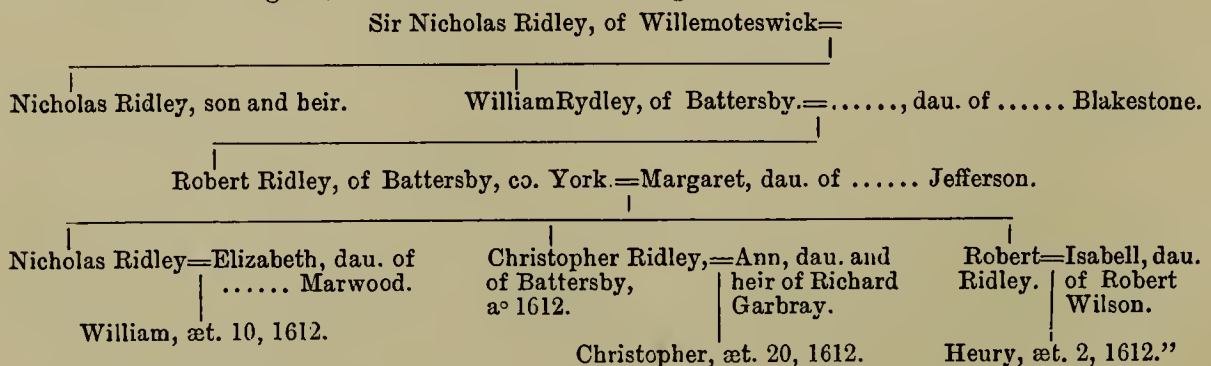 Sir Nicholas Ridley, of Willemoteswick=
Nicholas Ridley, son and heir. WilliamRydley, of Battersby.=......, dau. of ...... Blakestone.
Robert Ridley, of Battersby, co. York.=Margaret, dau. of ...... Jefferson.
Nicholas Ridley=Elizabeth, dau. of
...... Marwood.
William, æt. 10, 1612.
Christopher Ridley,=Ann, dau. and
of Battersby, heir of Richard
a° 1612. Garbray.
Christopher, æt. 20, 1612.
Robert=Isabell, dau.
Ridley. of Robert
Wilson.
Heury, æt. 2, 1612.”